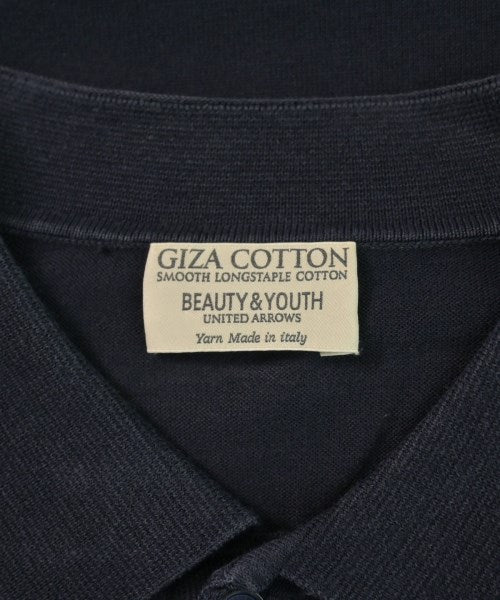 GIZA COTTON
SMOOTH LONGSTAPLE COTTON
BEAUTY&YOUTH
UNITED ARROWS
Yarn Made in italy